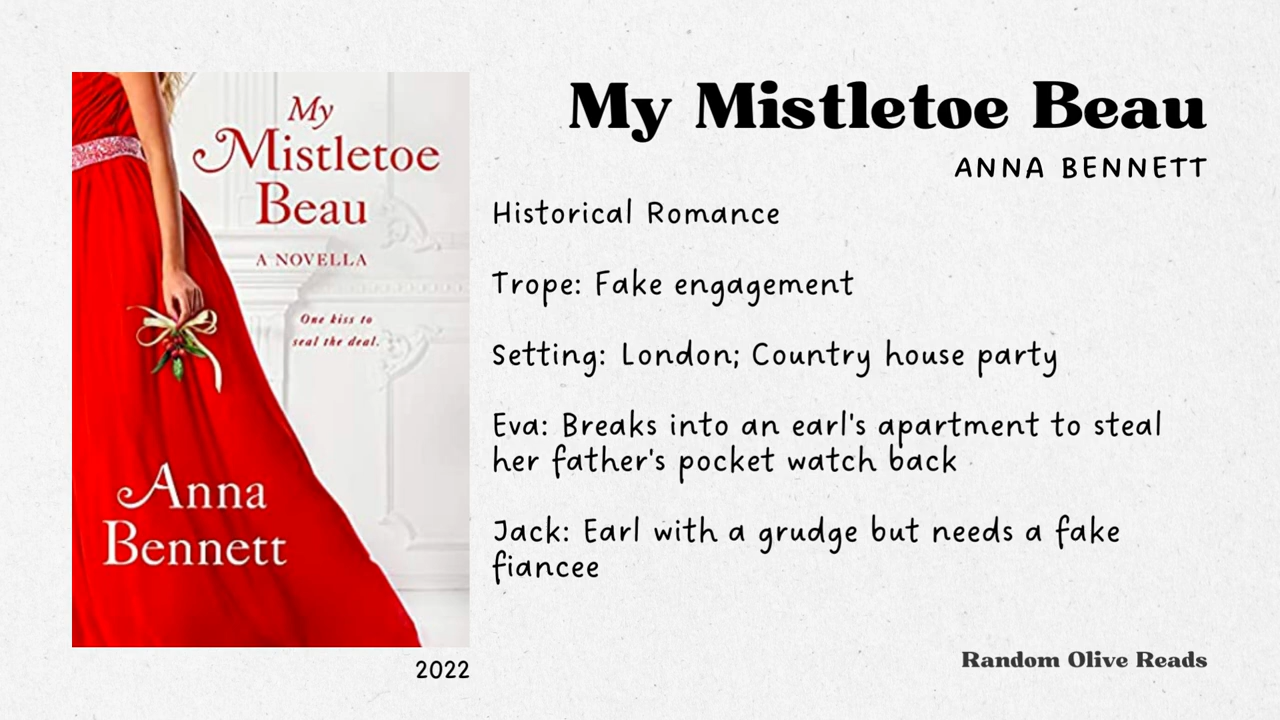 My
Mistletoe
Beau
A NOVELLA
One kiss to
seal the deal.
Anna
Bennett
2022
My Mistletoe Beau
ANNA BENNETT
Historical Romance
Trope: Fake engagement
Setting: London; Country house party
Eva: Breaks into an earl's apartment to steal
her father's pocket watch back
Jack: Earl with a grudge but needs a fake
fiancee
Random Olive Reads